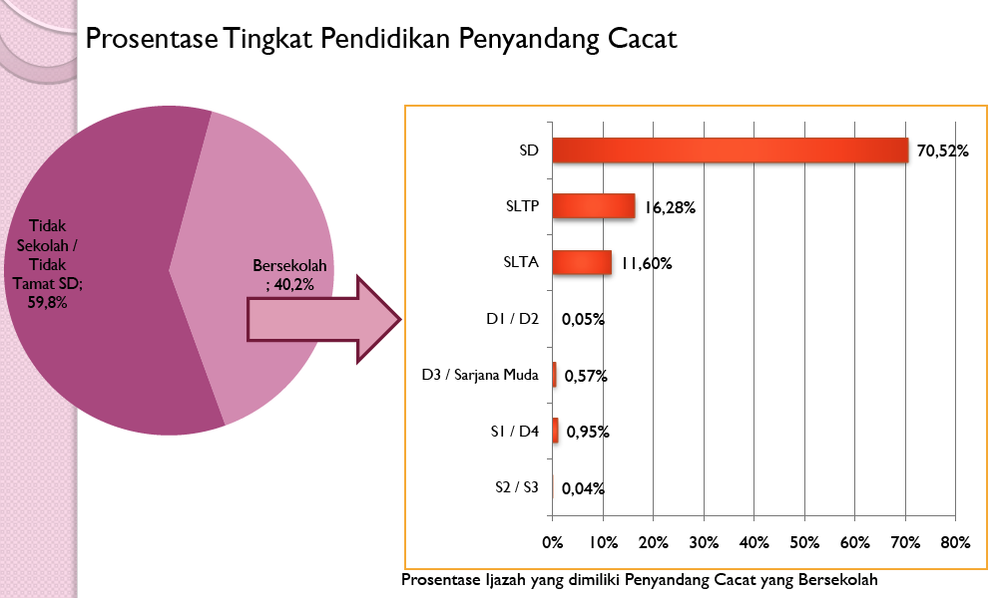 Prosentase Tingkat Pendidikan Penyandang Cacat
Tidak
Sekolah /
Tidak
Tamat SD;
59,8%
Bersekolah
; 40,2%
SD
70,52%
SLTP
16,28%
SLTA
11,60%
D1 / D2
0,05%
D3 / Sarjana Muda
0,57%
S1 / D4
0,95%
S2 / S3
0,04%
0% 10% 20% 30% 40% 50% 60% 70% 80%
Prosentase Ijazah yang dimiliki Penyandang Cacat yang Bersekolah